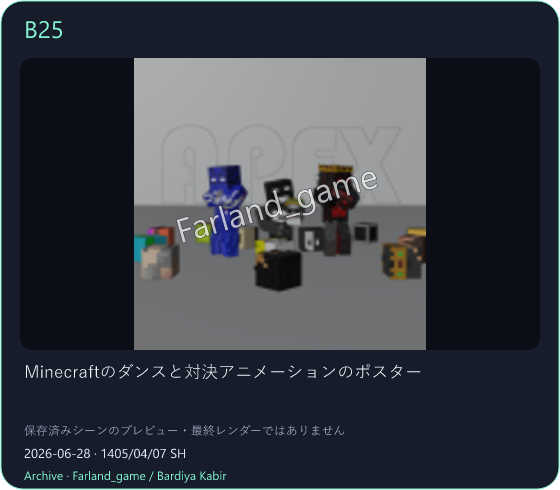 B25
APEX
Farland_game
Minecraftのダンスと対決アニメーションのポスター
保存済みシーンのプレビュー・最終レンダーではありません
2026-06-28 · 1405/04/07 SH
Archive · Farland_game / Bardiya Kabir